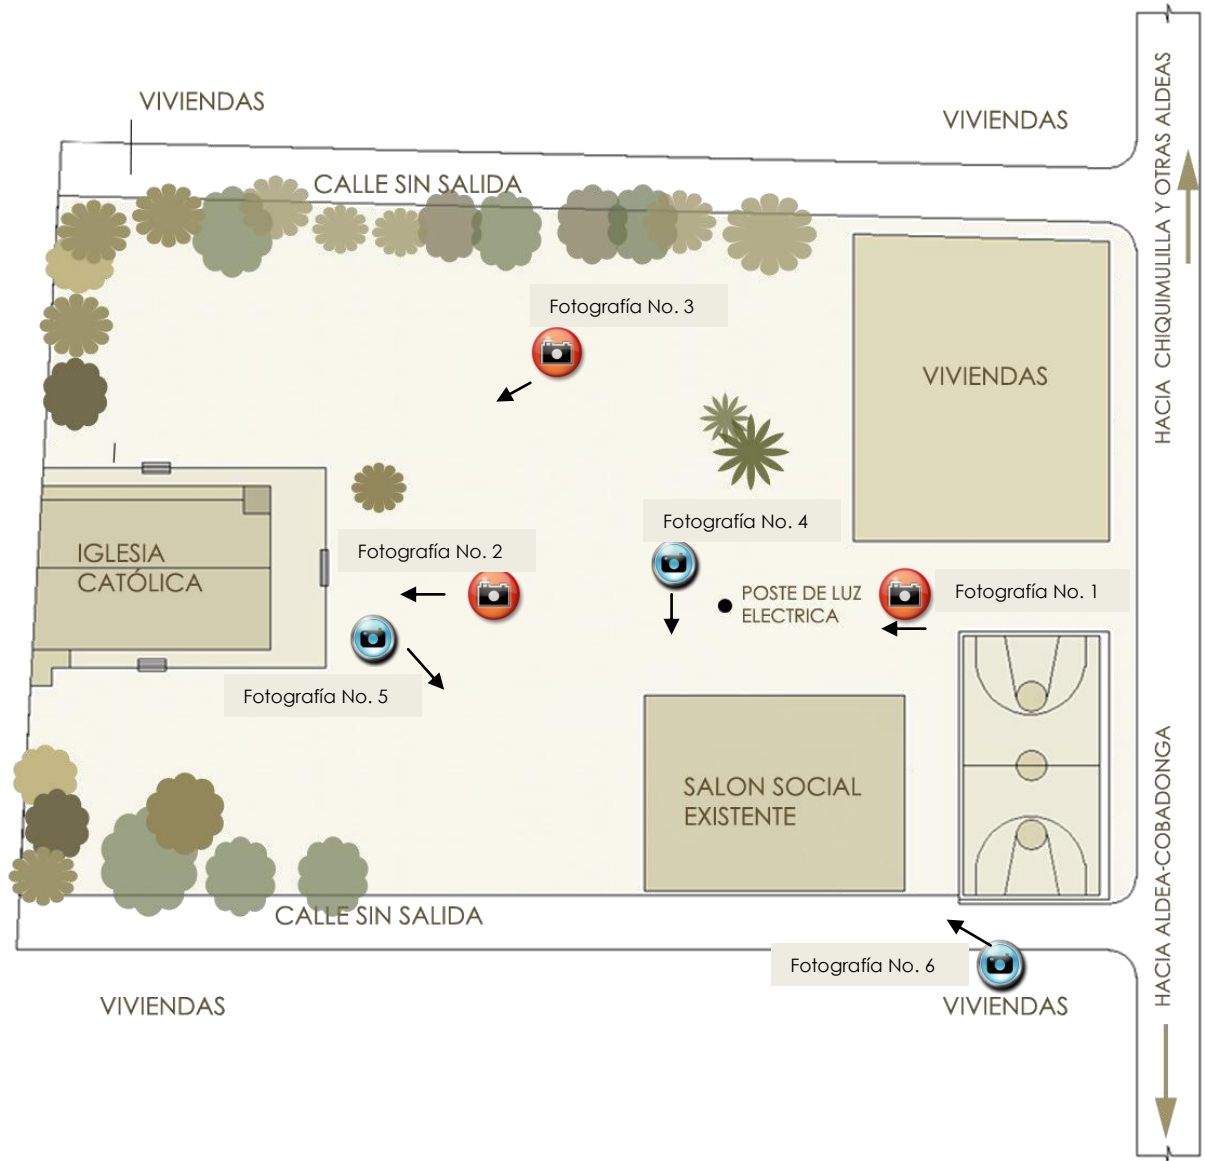 VIVIENDAS
VIVIENDAS
CALLE SIN SALIDA
HACIA CHIQUIMULILLA Y OTRAS ALDEAS
Fotografía No. 3
VIVIENDAS
Fotografía No. 4
IGLESIA
CATÓLICA
Fotografía No. 2
POSTE DE LUZ
ELECTRICA
Fotografía No. 1
Fotografía No. 5
SALON SOCIAL
EXISTENTE
HACIA ALDEA-COBADONGA
CALLE SIN SALIDA
Fotografía No. 6
VIVIENDAS
VIVIENDAS